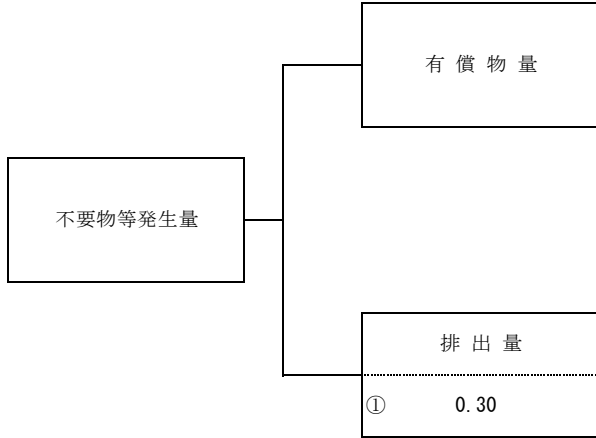 有 償 物 量
不要物等発生量
排 出 量
① 0.30